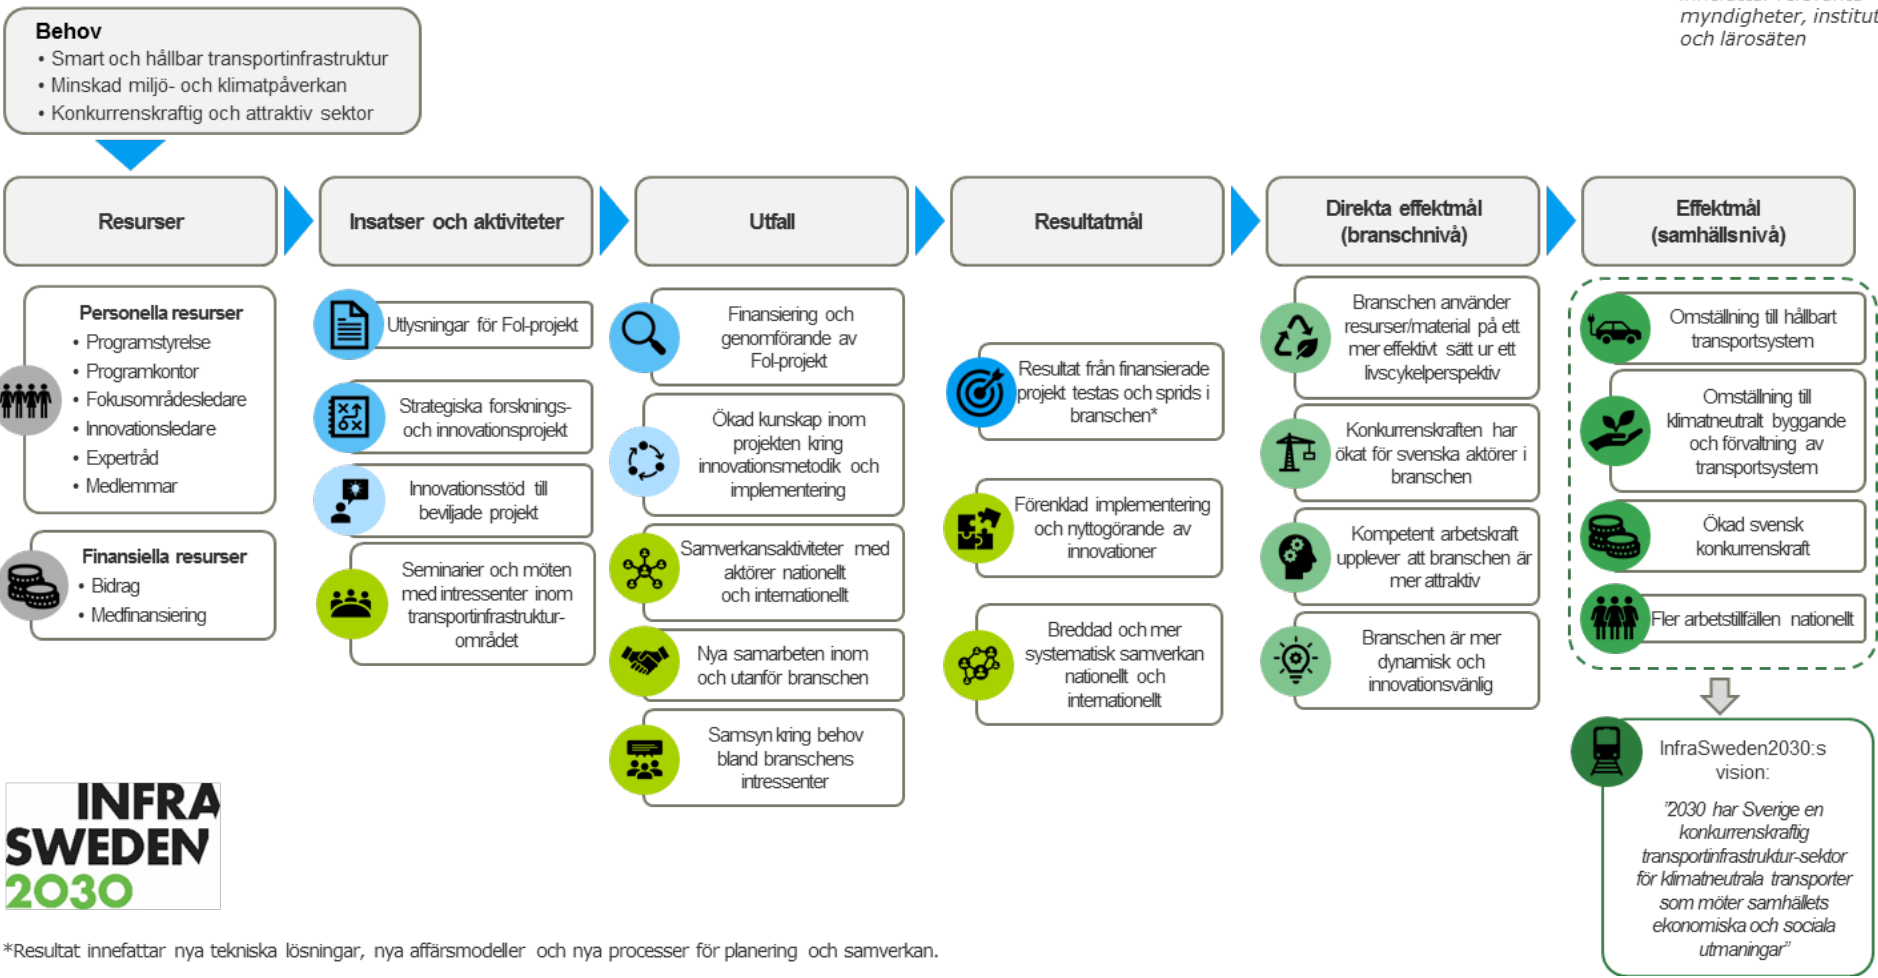 myndigheter, institut
och lärosäten
Behov
• Smart och hållbar transportinfrastruktur
• Minskad miljö- och klimatpåverkan
• Konkurrenskraftig och attraktiv sektor
Resurser
Insatser och aktiviteter
Utfall
Resultatmål
Direkta effektmål
(branschnivå)
Effektmål
(samhällsnivå)
Personella resurser
• Programstyrelse
• Programkontor
• Fokusområdesledare
• Innovationsledare
• Expertråd
• Medlemmar
Finansiella resurser
• Bidrag
• Medfinansiering
Utlysningar för FoI-projekt
Strategiska forsknings-
och innovationsprojekt
Innovationsstöd till
beviljade projekt
Seminarier och möten
med intressenter inom
transportinfrastruktur-
området
Finansiering och
genomförande av
FoI-projekt
Ökad kunskap inom
projekten kring
innovationsmetodik och
implementering
Samverkansaktiviteter med
aktörer nationellt
och internationellt
Nya samarbeten inom
och utanför branschen
Samsyn kring behov
bland branschens
intressenter
Resultat från finansierade
projekt testas och sprids i
branschen*
Förenklad implementering
och nyttogörande av
innovationer
Breddad och mer
systematisk samverkan
nationellt och
internationellt
Branschen använder
resurser/material på ett
mer effektivt sätt ur ett
livscykelperspektiv
Konkurrenskraften har
ökat för svenska aktörer i
branschen
Kompetent arbetskraft
upplever att branschen är
mer attraktiv
Branschen är mer
dynamisk och
innovationsvänlig
Omställning till hållbart
transportsystem
Omställning till
klimatneutralt byggande
och förvaltning av
transportsystem
Ökad svensk
konkurrenskraft
Fler arbetstillfällen nationellt
InfraSweden2030:s
vision:
”2030 har Sverige en
konkurrenskraftig
transportinfrastruktur-sektor
för klimatneutrala transporter
som möter samhällets
ekonomiska och sociala
utmaningar”
INFRA
SWEDEN
2030
*Resultat innefattar nya tekniska lösningar, nya affärsmodeller och nya processer för planering och samverkan.